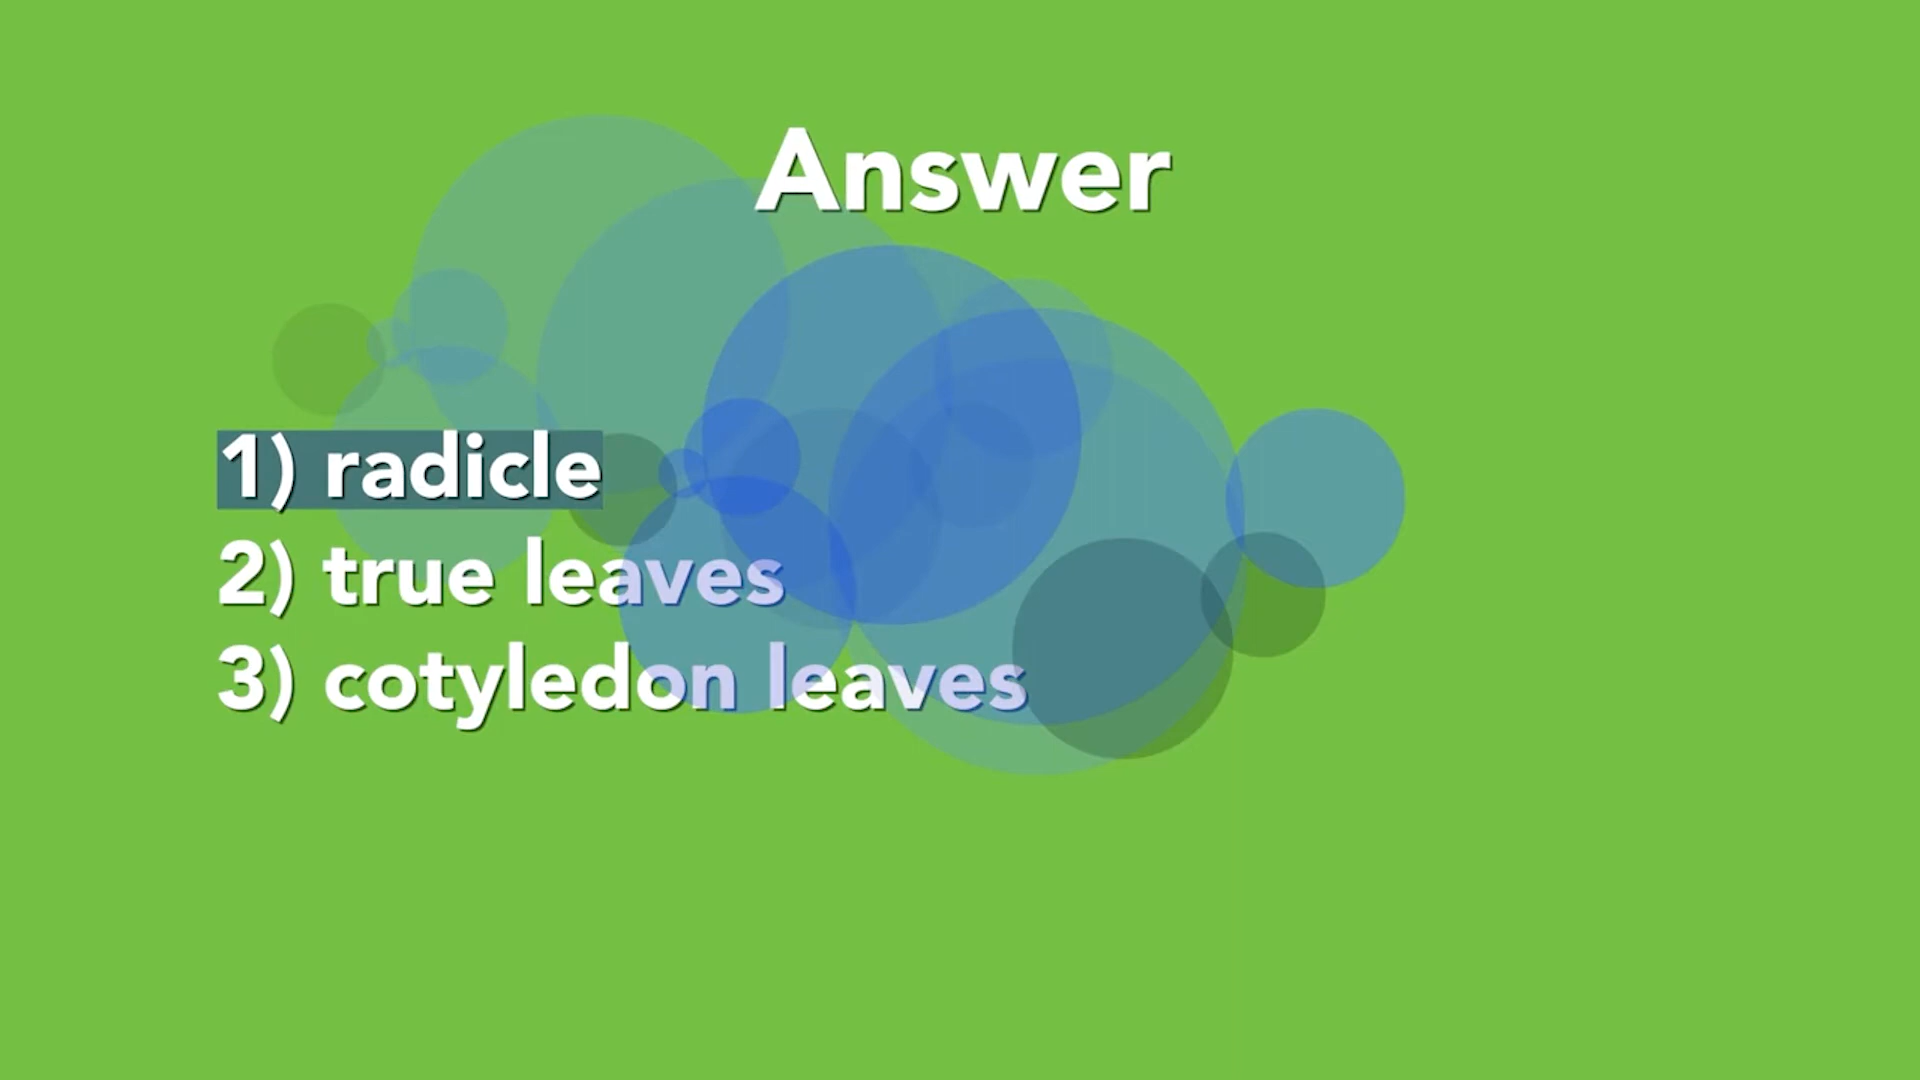 Answer
1) radicle
2) true leaves
3) cotyledon leaves